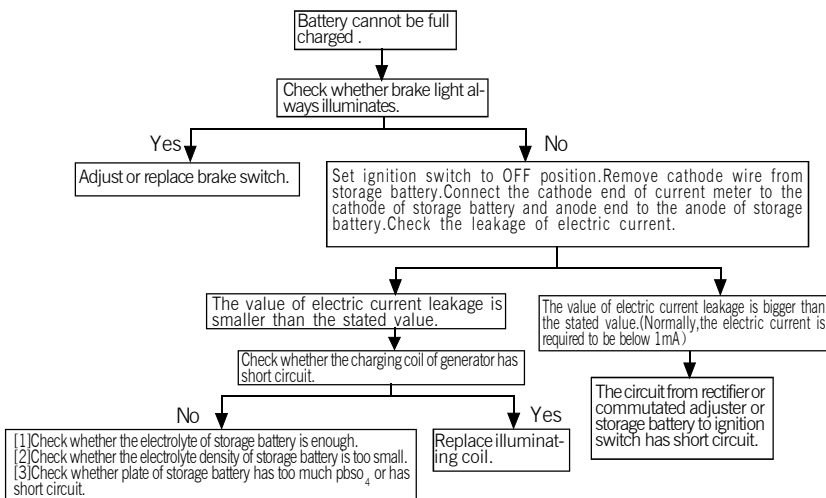 Battery cannot be full
charged .
Check whether brake light al-
ways illuminates.
Yes
No
Adjust or replace brake switch.
Set ignition switch to OFF position.Remove cathode wire from
storage battery.Connect the cathode end of current meter to the
cathode of storage battery and anode end to the anode of storage
battery.Check the leakage of electric current.
The value of electric current leakage is
smaller than the stated value.
The value of electric current leakage is bigger than
the stated value.(Normally,the electric current is
required to be below 1mA)
Check whether the charging coil of generator has
short circuit.
The circuit from rectifier or
commutated adjuster or
storage battery to ignition
switch has short circuit.
No
Yes
[1]Check whether the electrolyte of storage battery is enough.
[2]Check whether the electrolyte density of storage battery is too small.
[3]Check whether plate of storage battery has too much pbso4 or has
short circuit.
Replace illuminat-
ing coil.